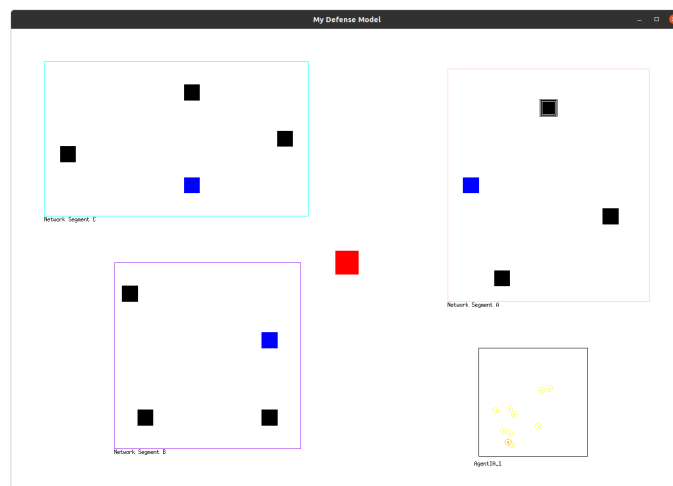 My Defense Model
Network Segment C
Network Segment A
Network Segment B
AgentIA_1